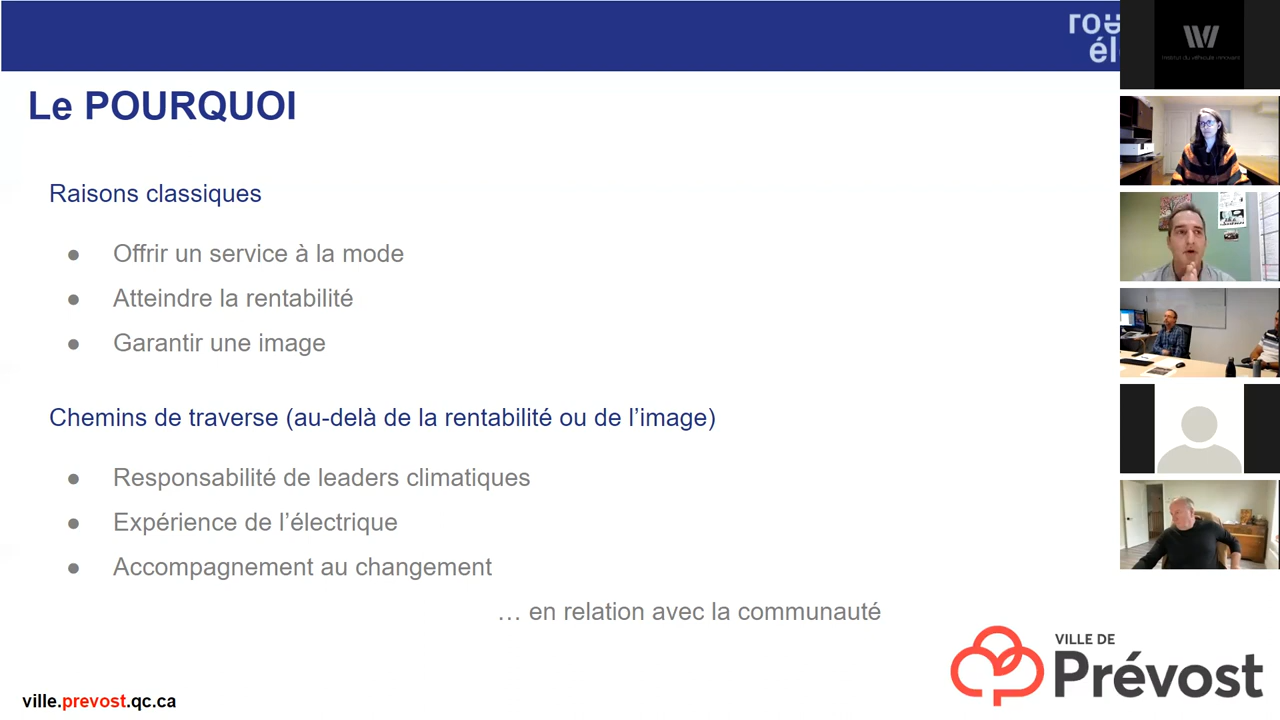 Le POURQUOI
Raisons classiques
● Offrir un service à la mode
● Atteindre la rentabilité
● Garantir une image
Chemins de traverse (au-delà de la rentabilité ou de l’image)
● Responsabilité de leaders climatiques
● Expérience de l’électrique
● Accompagnement au changement
… en relation avec la communauté
VILLE DE
Prévost
ville.prevost.qc.ca